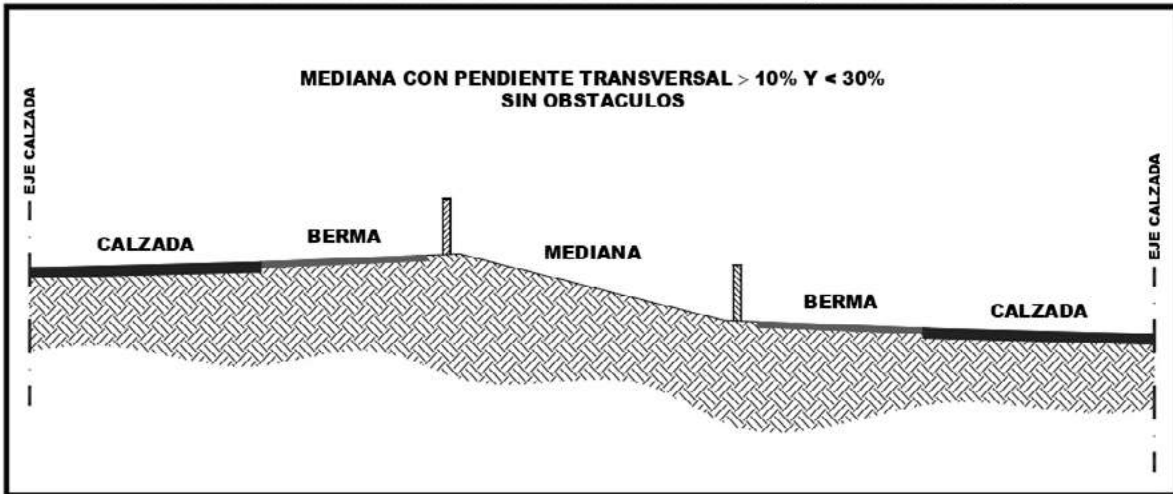 MEDIANA CON PENDIENTE TRANSVERSAL > 10% Y < 30%
SIN OBSTACULOS
EJE CALZADA
CALZADA
BERMA
MEDIANA
BERMA
CALZADA
EJE CALZADA